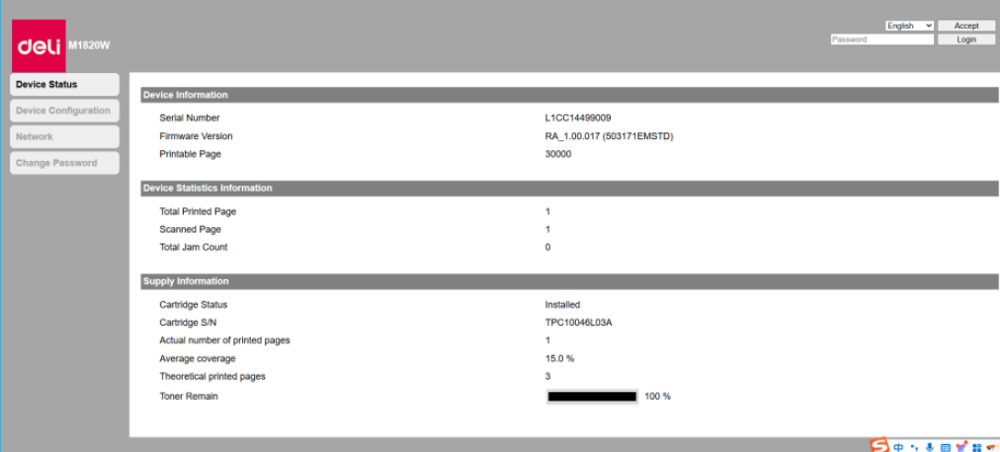 English Accept
deli M1820W
Password Login
Device Status
Device Configuration
Network
Change Password
Device Information
Serial Number L1CC14499009
Firmware Version RA_1.00.017 (503171EMSTD)
Printable Page 30000
Device Statistics Information
Total Printed Page 1
Scanned Page 1
Total Jam Count 0
Supply Information
Cartridge Status Installed
Cartridge S/N TPC10046L03A
Actual number of printed pages 1
Average coverage 15.0 %
Theoretical printed pages 3
Toner Remain 100 %
S 中